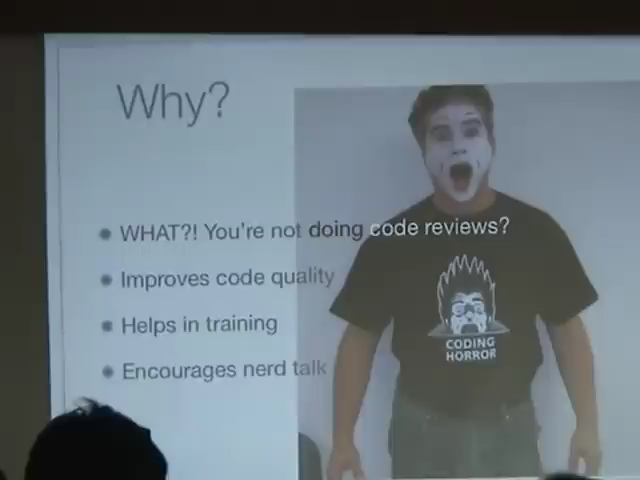 Why?
WHAT?! You're not doing code reviews?
Improves code quality
Helps in training
Encourages nerd talk
CODING
HORROR